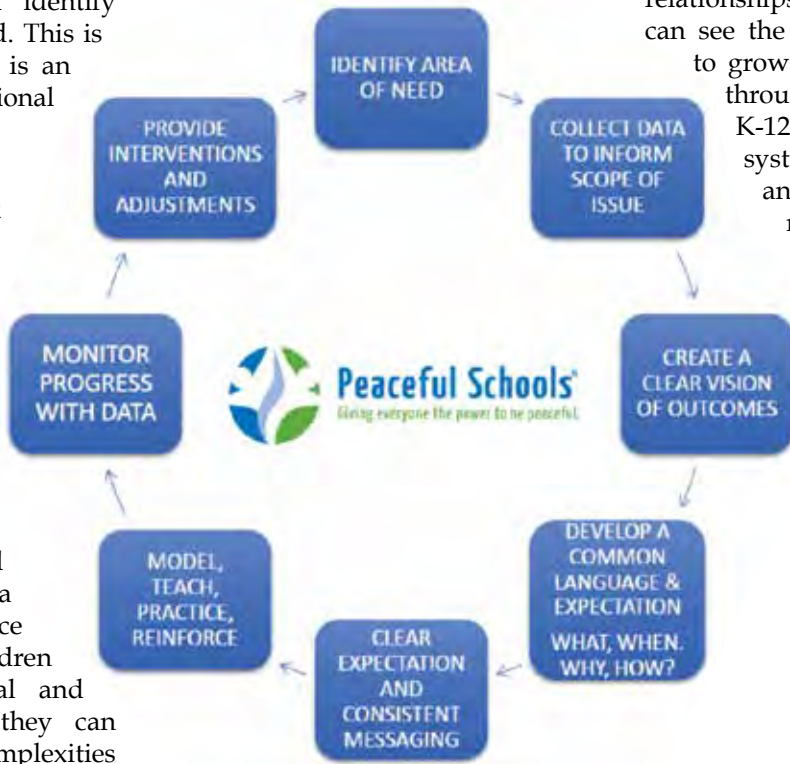 identify
d. This is
is an
ional
relationships
can see the
to grow
throu
K-12
syst
an
IDENTIFY AREA
OF NEED
COLLECT DATA
TO INFORM
SCOPE OF
ISSUE
CREATE A
CLEAR VISION
OF OUTCOMES
DEVELOP A
COMMON
LANGUAGE &
EXPECTATION
WHAT, WHEN.
WHY, HOW?
CLEAR
EXPECTATION
AND
CONSISTENT
MESSAGING
MODEL,
TEACH,
PRACTICE,
REINFORCE
MONITOR
PROGRESS
WITH DATA
PROVIDE
INTERVENTIONS
AND
ADJUSTMENTS
Peaceful Schools®
Giving everyone the power to be peaceful.
a
ce
dren
al and
they can
mplexities